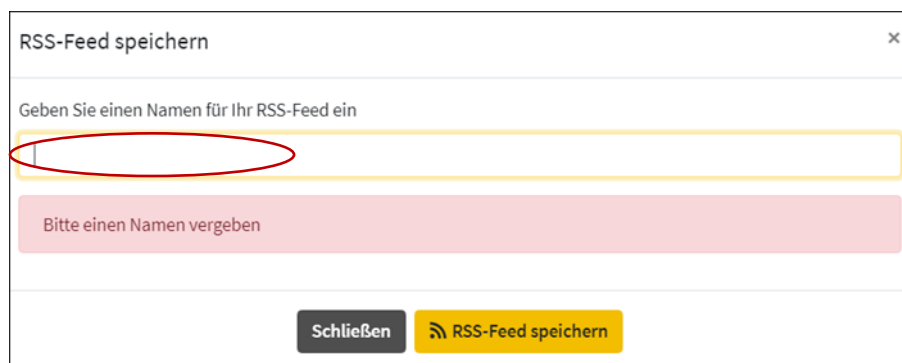 RSS-Feed speichern ×
Geben Sie einen Namen für Ihr RSS-Feed ein
Bitte einen Namen vergeben
Schließen RSS-Feed speichern